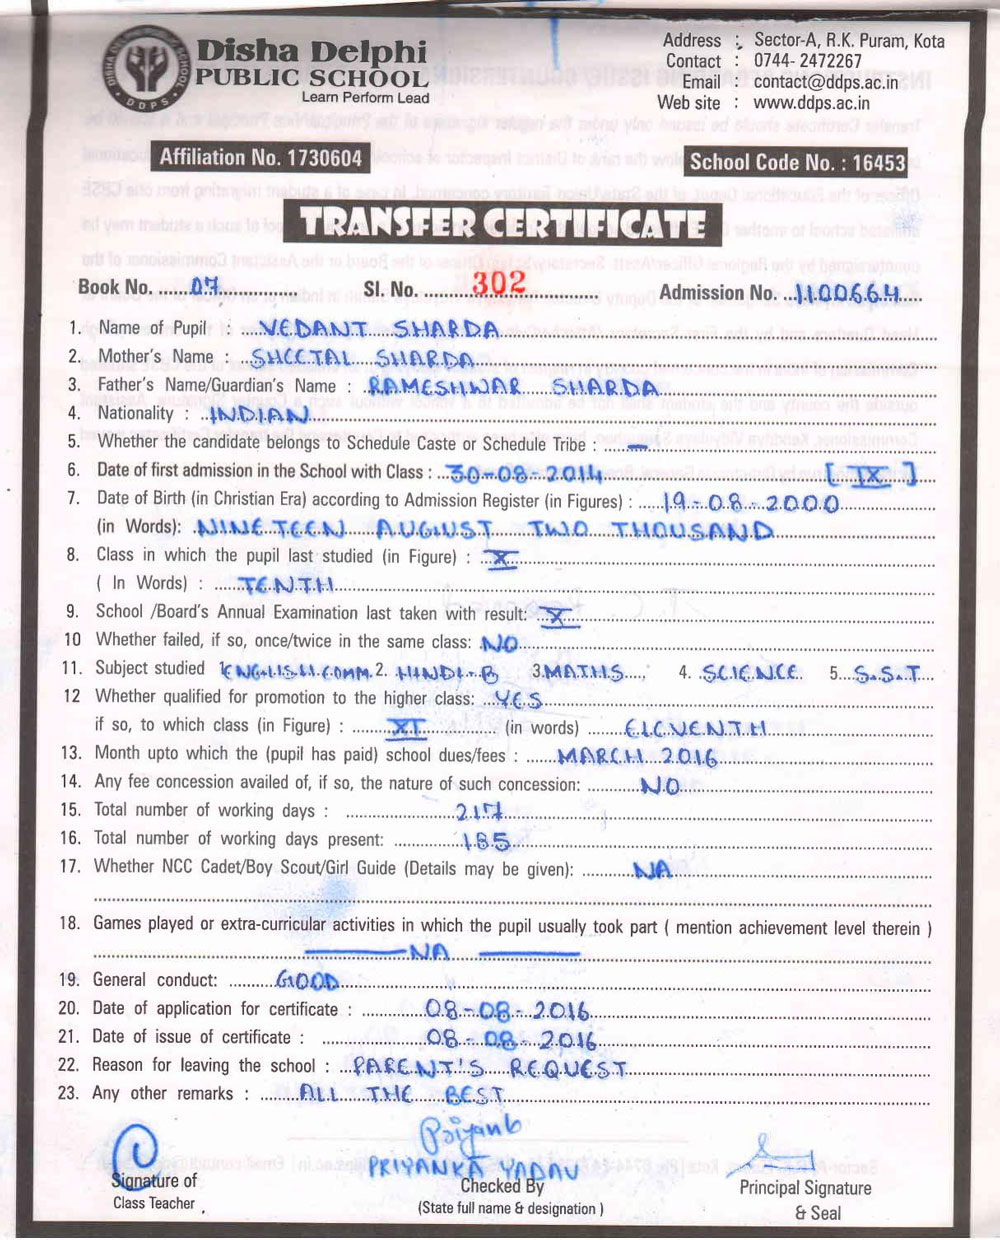 DISHA DELPHI PUBLIC SCHOOL
DDPS
Disha Delphi
PUBLIC SCHOOL
Learn Perform Lead
Address : Sector-A, R.K. Puram, Kota
Contact : 0744- 2472267
Email : contact@ddps.ac.in
Web site : www.ddps.ac.in
Affiliation No. 1730604
School Code No. : 16453
TRANSFER CERTIFICATE
Book No. 07 Sl. No. 302 Admission No. 1100664
1. Name of Pupil : VEDANT SHARDA
2. Mother's Name : SHEETAL SHARDA
3. Father's Name/Guardian's Name : RAMESHWAR SHARDA
4. Nationality : INDIAN
5. Whether the candidate belongs to Schedule Caste or Schedule Tribe : —
6. Date of first admission in the School with Class : 30-08-2014 [ IX ]
7. Date of Birth (in Christian Era) according to Admission Register (in Figures) : 19-08-2000
(in Words): NINETEEN AUGUST TWO THOUSAND
8. Class in which the pupil last studied (in Figure) : X
( In Words) : TENTH
9. School /Board's Annual Examination last taken with result: X
10 Whether failed, if so, once/twice in the same class: NO
11. Subject studied 1. ENGLISH COMM. 2. HINDI-B 3. MATHS 4. SCIENCE 5. S.S.T
12 Whether qualified for promotion to the higher class: YES
if so, to which class (in Figure) : XI (in words) ELEVENTH
13. Month upto which the (pupil has paid) school dues/fees : MARCH 2016
14. Any fee concession availed of, if so, the nature of such concession: NO
15. Total number of working days : 217
16. Total number of working days present: 185
17. Whether NCC Cadet/Boy Scout/Girl Guide (Details may be given): NA
18. Games played or extra-curricular activities in which the pupil usually took part ( mention achievement level therein )
NA
19. General conduct: GOOD
20. Date of application for certificate : 08-08-2016
21. Date of issue of certificate : 08-08-2016
22. Reason for leaving the school : PARENT'S REQUEST
23. Any other remarks : ALL THE BEST
PRIYANKA YADAV
Signature of
Class Teacher
Checked By
(State full name & designation )
Principal Signature
& Seal